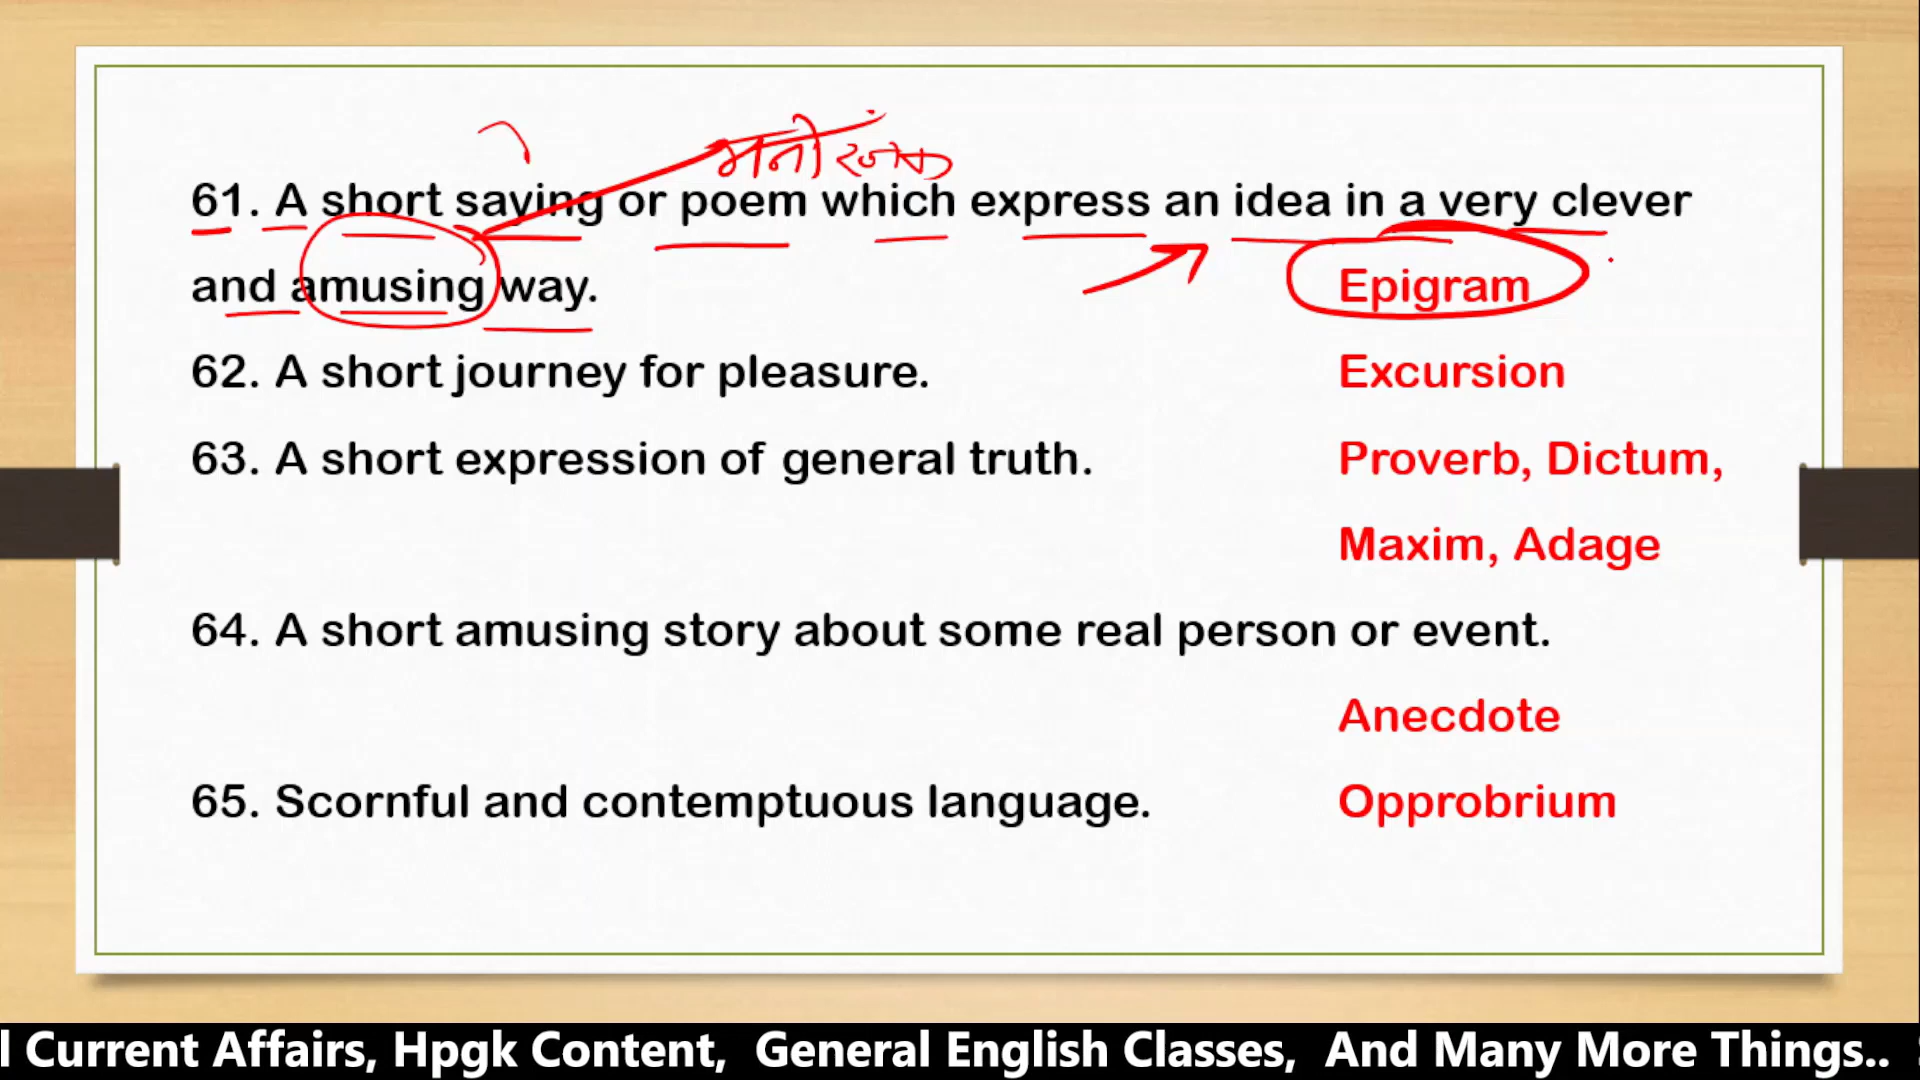 61. A short saying or poem which express an idea in a very clever
and amusing way. Epigram
62. A short journey for pleasure. Excursion
63. A short expression of general truth. Proverb, Dictum,
Maxim, Adage
64. A short amusing story about some real person or event.
Anecdote
65. Scornful and contemptuous language. Opprobrium
l Current Affairs, Hpgk Content, General English Classes, And Many More Things..